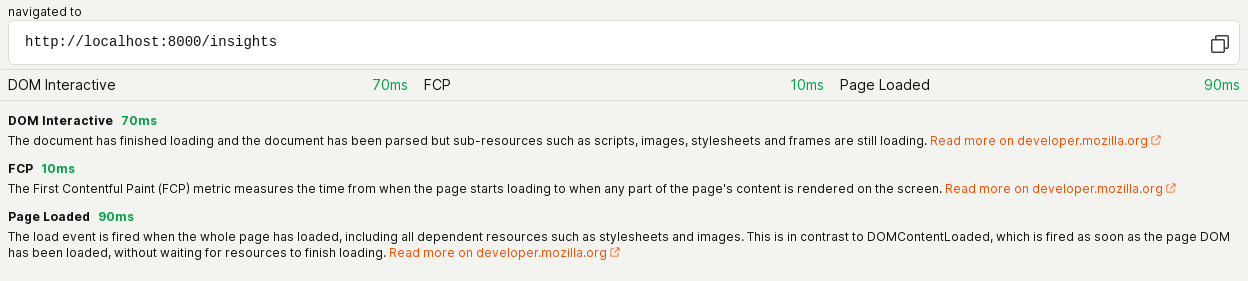 navigated to
http://localhost:8000/insights
DOM Interactive 70ms FCP 10ms Page Loaded 90ms
DOM Interactive 70ms
The document has finished loading and the document has been parsed but sub-resources such as scripts, images, stylesheets and frames are still loading. Read more on developer.mozilla.org
FCP 10ms
The First Contentful Paint (FCP) metric measures the time from when the page starts loading to when any part of the page's content is rendered on the screen. Read more on developer.mozilla.org
Page Loaded 90ms
The load event is fired when the whole page has loaded, including all dependent resources such as stylesheets and images. This is in contrast to DOMContentLoaded, which is fired as soon as the page DOM
has been loaded, without waiting for resources to finish loading. Read more on developer.mozilla.org